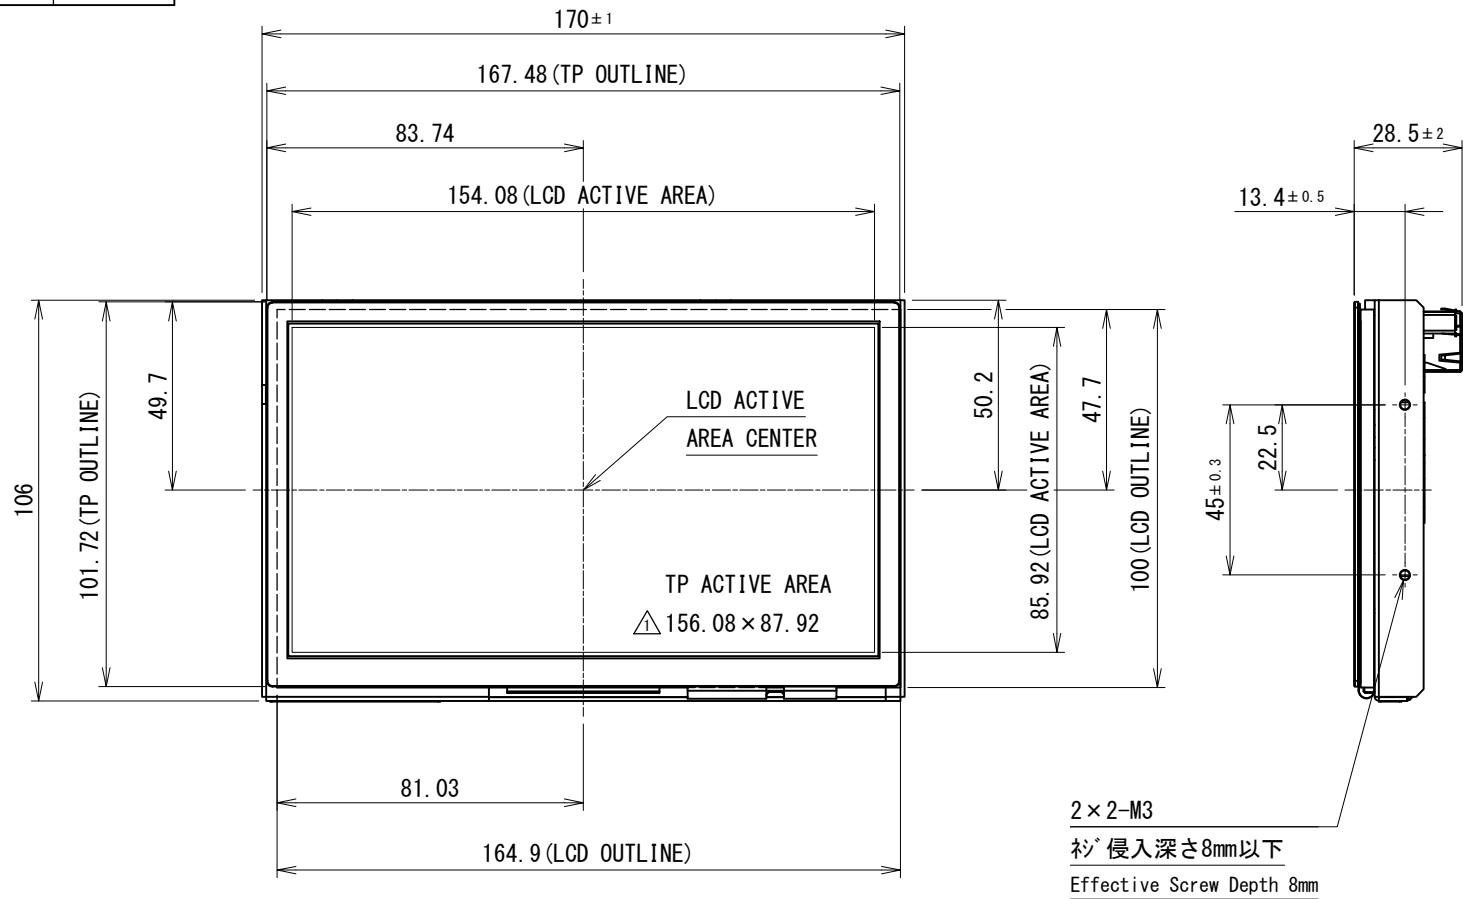 170±1
167.48(TP OUTLINE)
83.74
154.08(LCD ACTIVE AREA)
28.5±2
13.4±0.5
106
101.72(TP OUTLINE)
49.7
LCD ACTIVE
AREA CENTER
50.2
85.92(LCD ACTIVE AREA)
47.7
100(LCD OUTLINE)
45±0.3
22.5
TP ACTIVE AREA
1 156.08×87.92
81.03
164.9(LCD OUTLINE)
2×2-M3
ネジ侵入深さ8mm以下
Effective Screw Depth 8mm